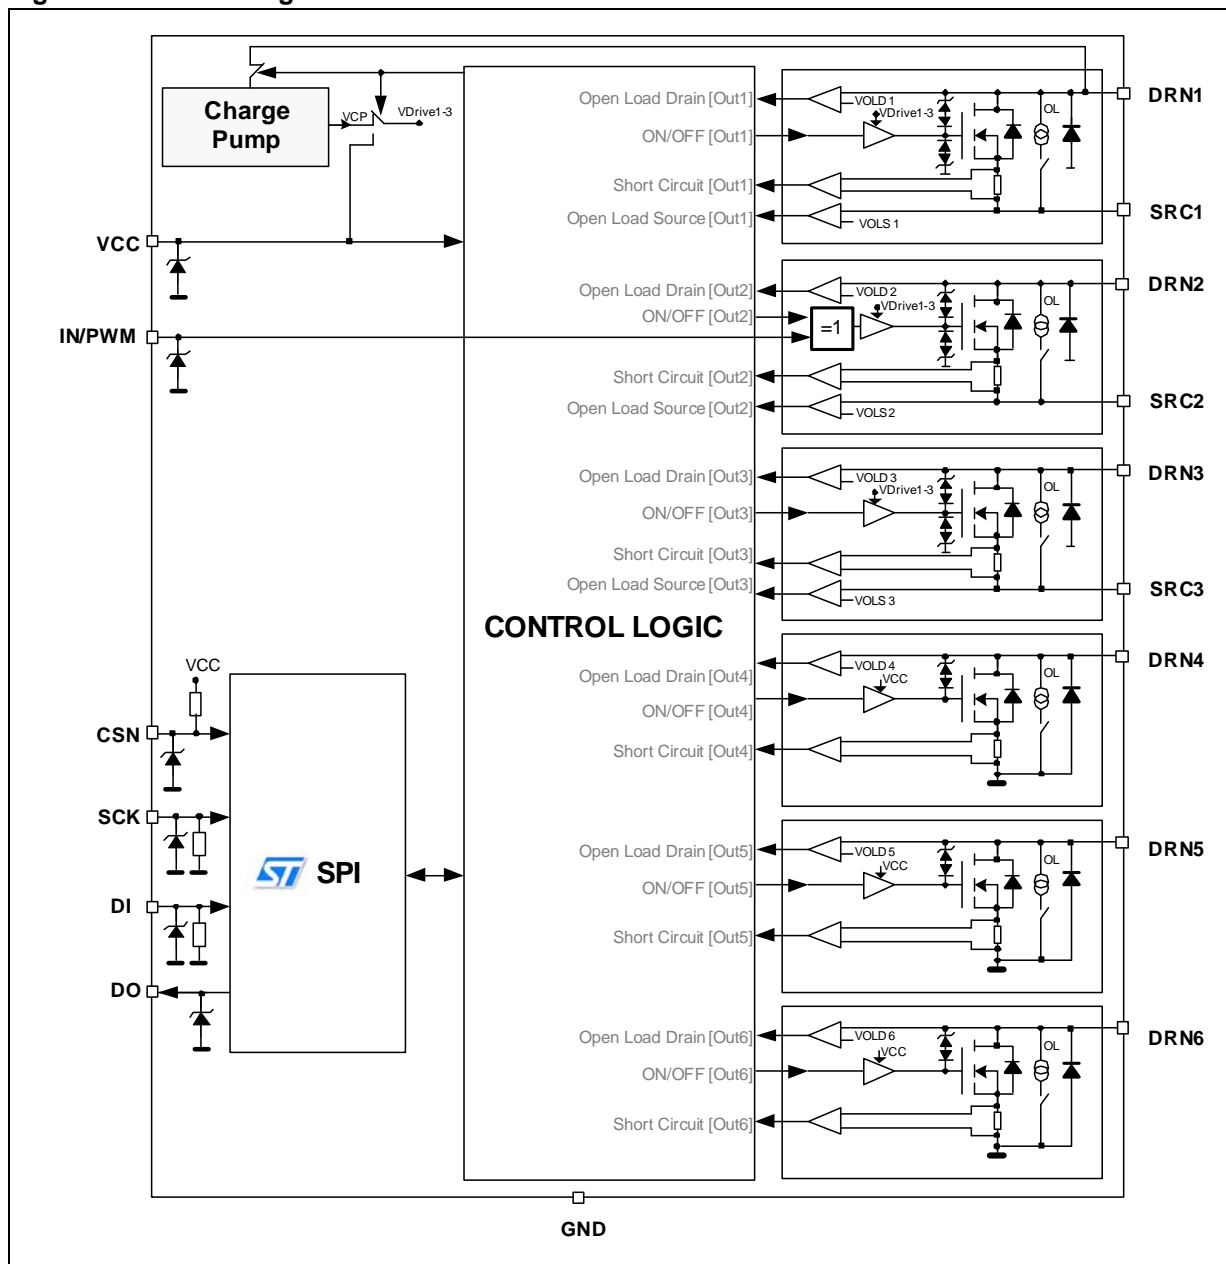 Charge
Pump
VCP
VDrive1-3
VCC
IN/PWM
VCC
CSN
SCK
DI
DO
ST SPI
CONTROL LOGIC
Open Load Drain [Out1]
ON/OFF [Out1]
Short Circuit [Out1]
Open Load Source [Out1]
VOLD 1
VDrive1-3
OL
VOLS 1
DRN1
SRC1
Open Load Drain [Out2]
ON/OFF [Out2]
Short Circuit [Out2]
Open Load Source [Out2]
VOLD 2
VDrive1-3
=1
OL
VOLS 2
DRN2
SRC2
Open Load Drain [Out3]
ON/OFF [Out3]
Short Circuit [Out3]
Open Load Source [Out3]
VOLD 3
VDrive1-3
OL
VOLS 3
DRN3
SRC3
Open Load Drain [Out4]
ON/OFF [Out4]
Short Circuit [Out4]
VOLD 4
VCC
OL
DRN4
Open Load Drain [Out5]
ON/OFF [Out5]
Short Circuit [Out5]
VOLD 5
VCC
OL
DRN5
Open Load Drain [Out6]
ON/OFF [Out6]
Short Circuit [Out6]
VOLD 6
VCC
OL
DRN6
GND